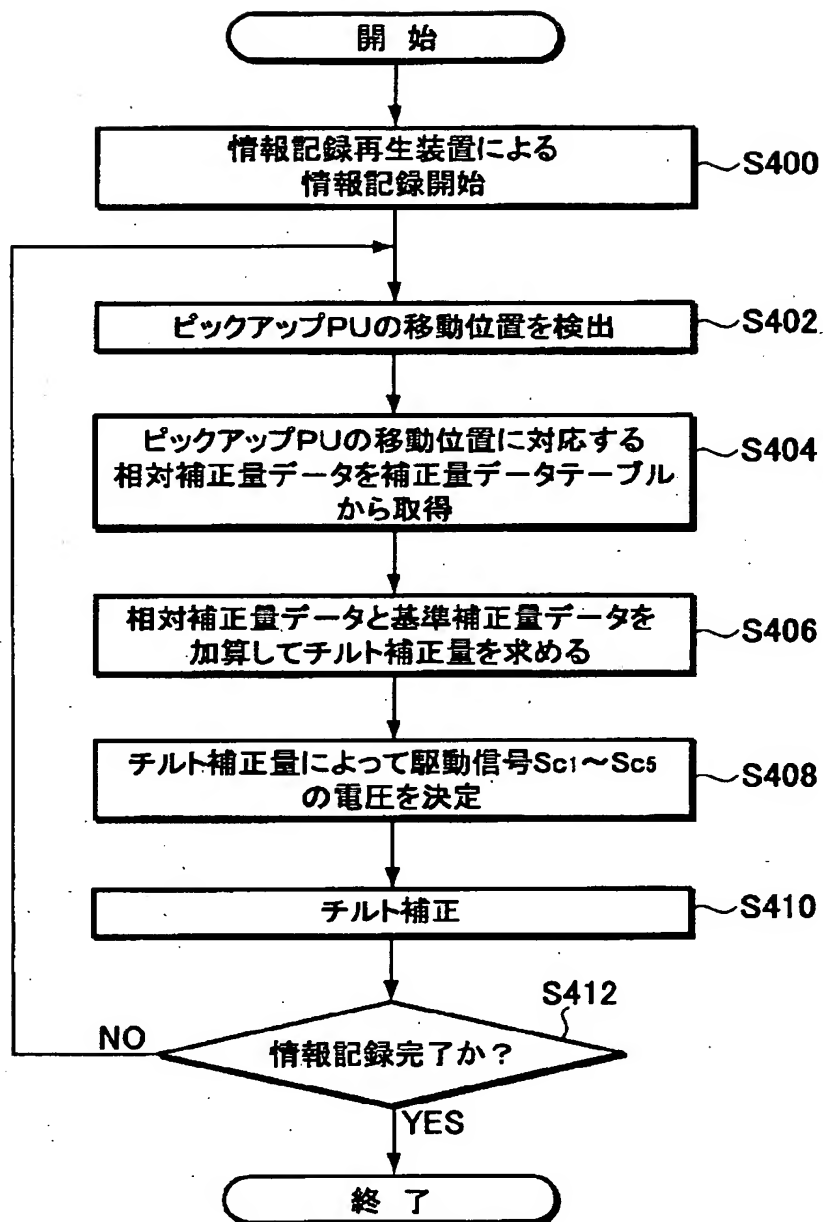 開 始
情報記録再生装置による
情報記録開始
S400
ピックアップPUの移動位置を検出
S402
ピックアップPUの移動位置に対応する
相対補正量データを補正量データテーブル
から取得
S404
相対補正量データと基準補正量データを
加算してチルト補正量を求める
S406
チルト補正量によって駆動信号Sc1～Sc5
の電圧を決定
S408
チルト補正
S410
S412
情報記録完了か？
NO
YES
終 了